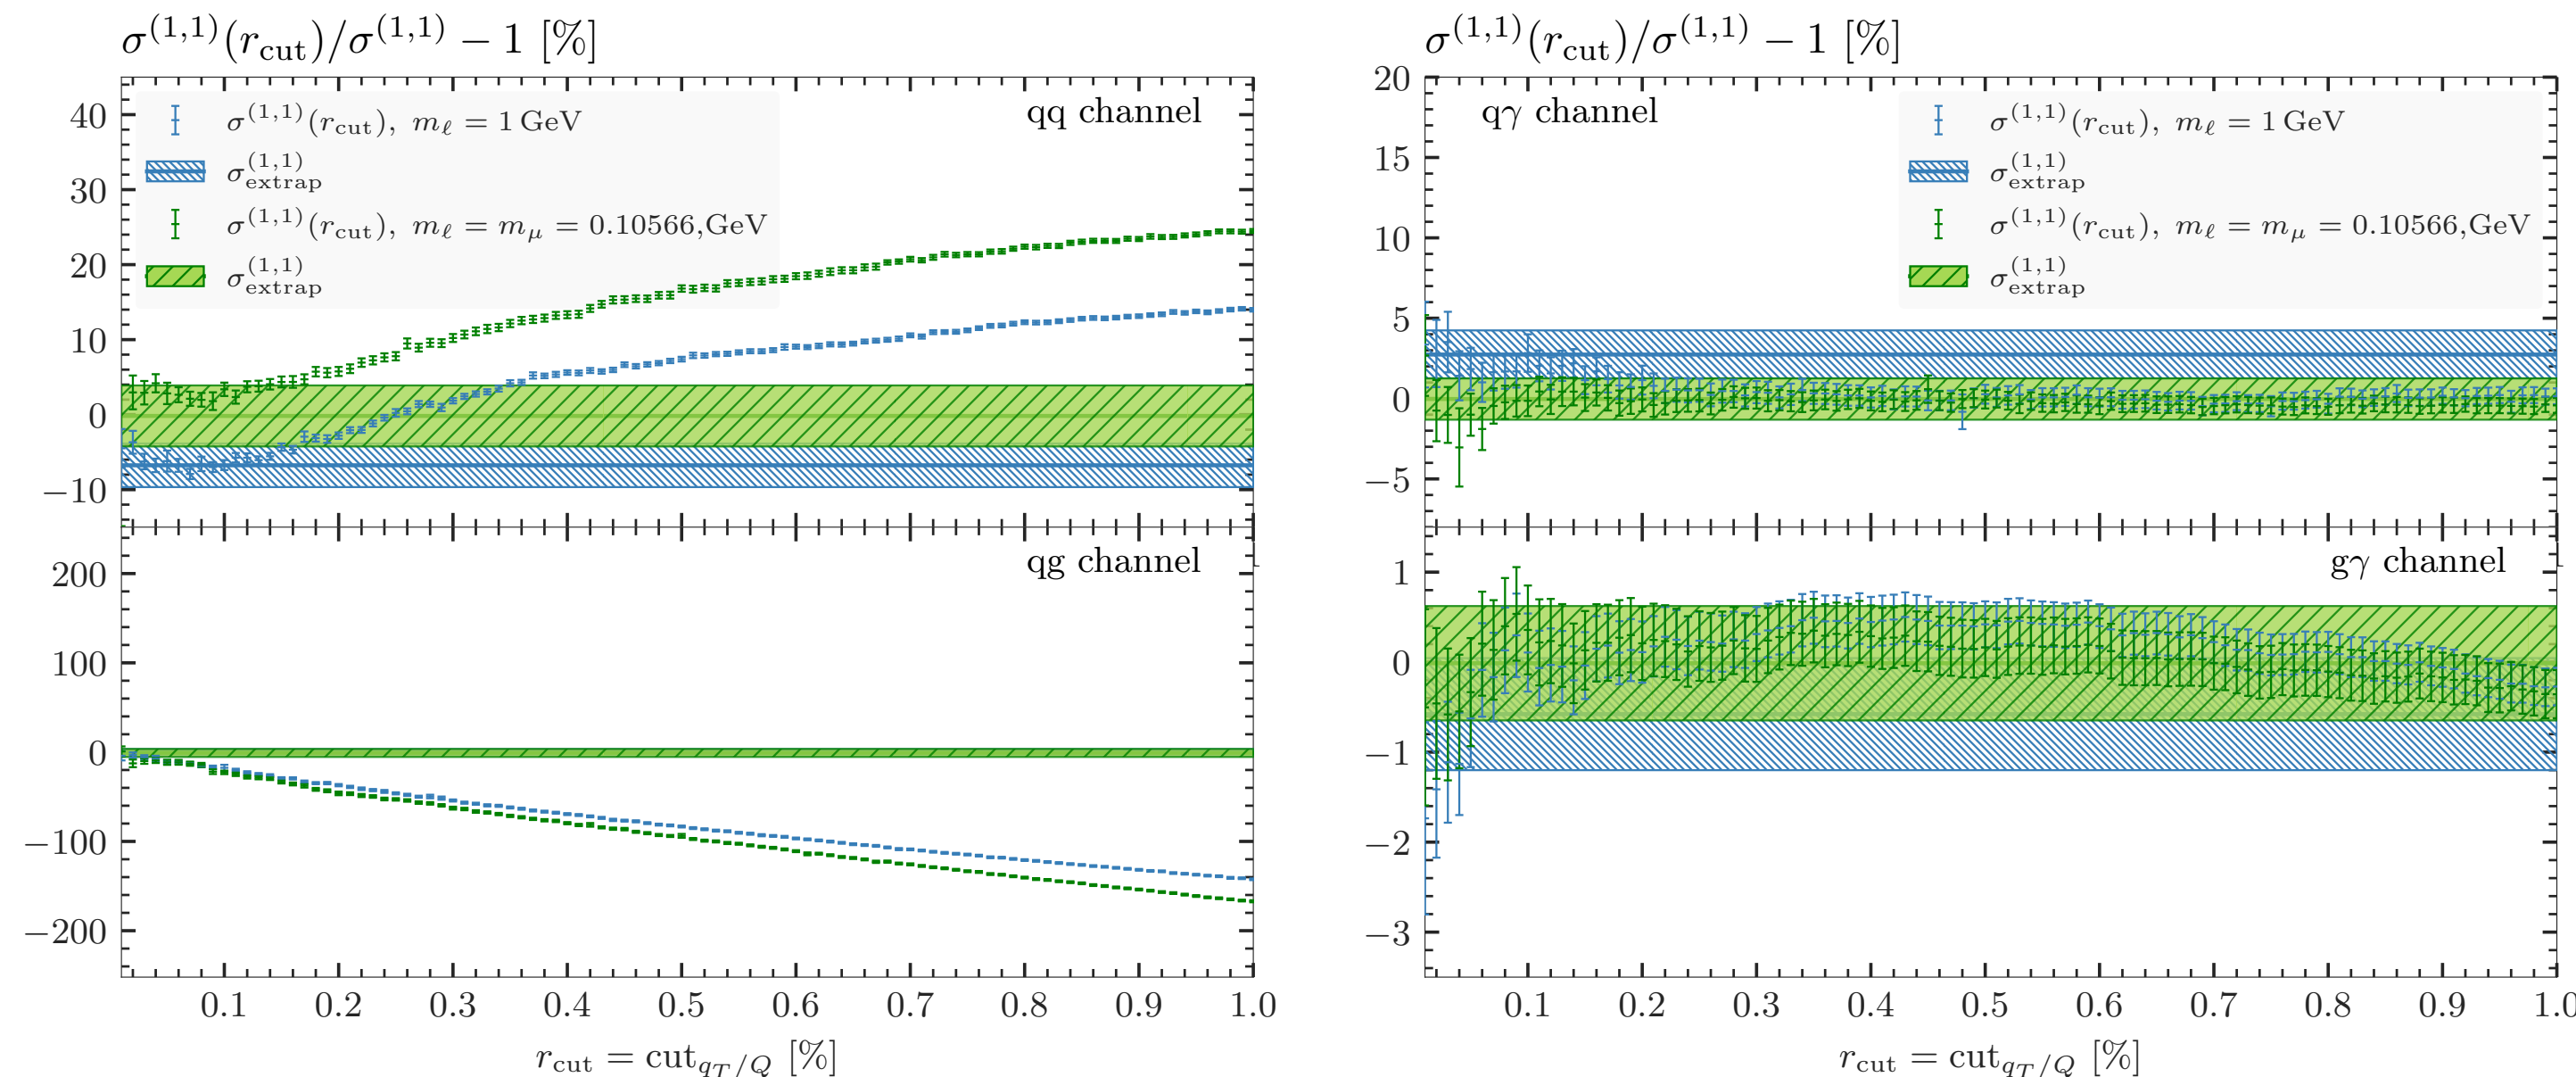 σ^(1,1)(r_cut)/σ^(1,1) − 1 [%]
qq channel
σ^(1,1)(r_cut), m_ℓ = 1 GeV
σ^(1,1)_extrap
σ^(1,1)(r_cut), m_ℓ = m_μ = 0.10566,GeV
σ^(1,1)_extrap
40
30
20
10
0
−10
qg channel
200
100
0
−100
−200
0.1 0.2 0.3 0.4 0.5 0.6 0.7 0.8 0.9 1.0
r_cut = cut_{q_T/Q} [%]
σ^(1,1)(r_cut)/σ^(1,1) − 1 [%]
qγ channel
σ^(1,1)(r_cut), m_ℓ = 1 GeV
σ^(1,1)_extrap
σ^(1,1)(r_cut), m_ℓ = m_μ = 0.10566,GeV
σ^(1,1)_extrap
20
15
10
5
0
−5
gγ channel
1
0
−1
−2
−3
0.1 0.2 0.3 0.4 0.5 0.6 0.7 0.8 0.9 1.0
r_cut = cut_{q_T/Q} [%]